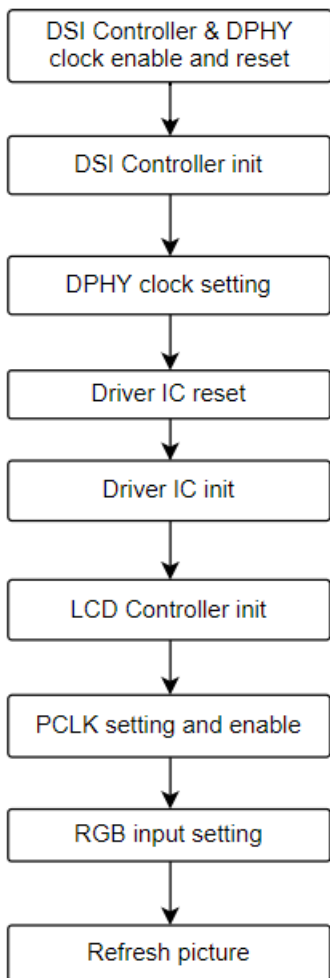 DSI Controller & DPHY
clock enable and reset
DSI Controller init
DPHY clock setting
Driver IC reset
Driver IC init
LCD Controller init
PCLK setting and enable
RGB input setting
Refresh picture